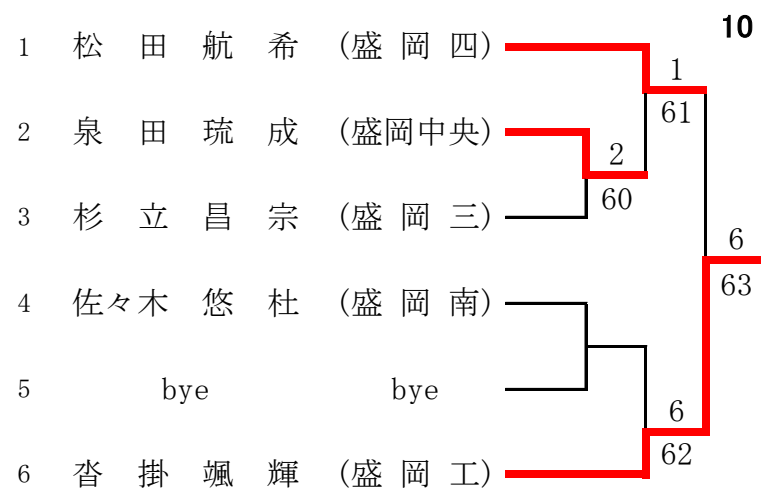 10
1 松田航希 (盛岡四)
1
61
2 泉田琉成 (盛岡中央)
2
60
3 杉立昌宗 (盛岡三)
6
63
4 佐々木悠杜 (盛岡南)
5 bye bye
6
62
6 沓掛颯輝 (盛岡工)